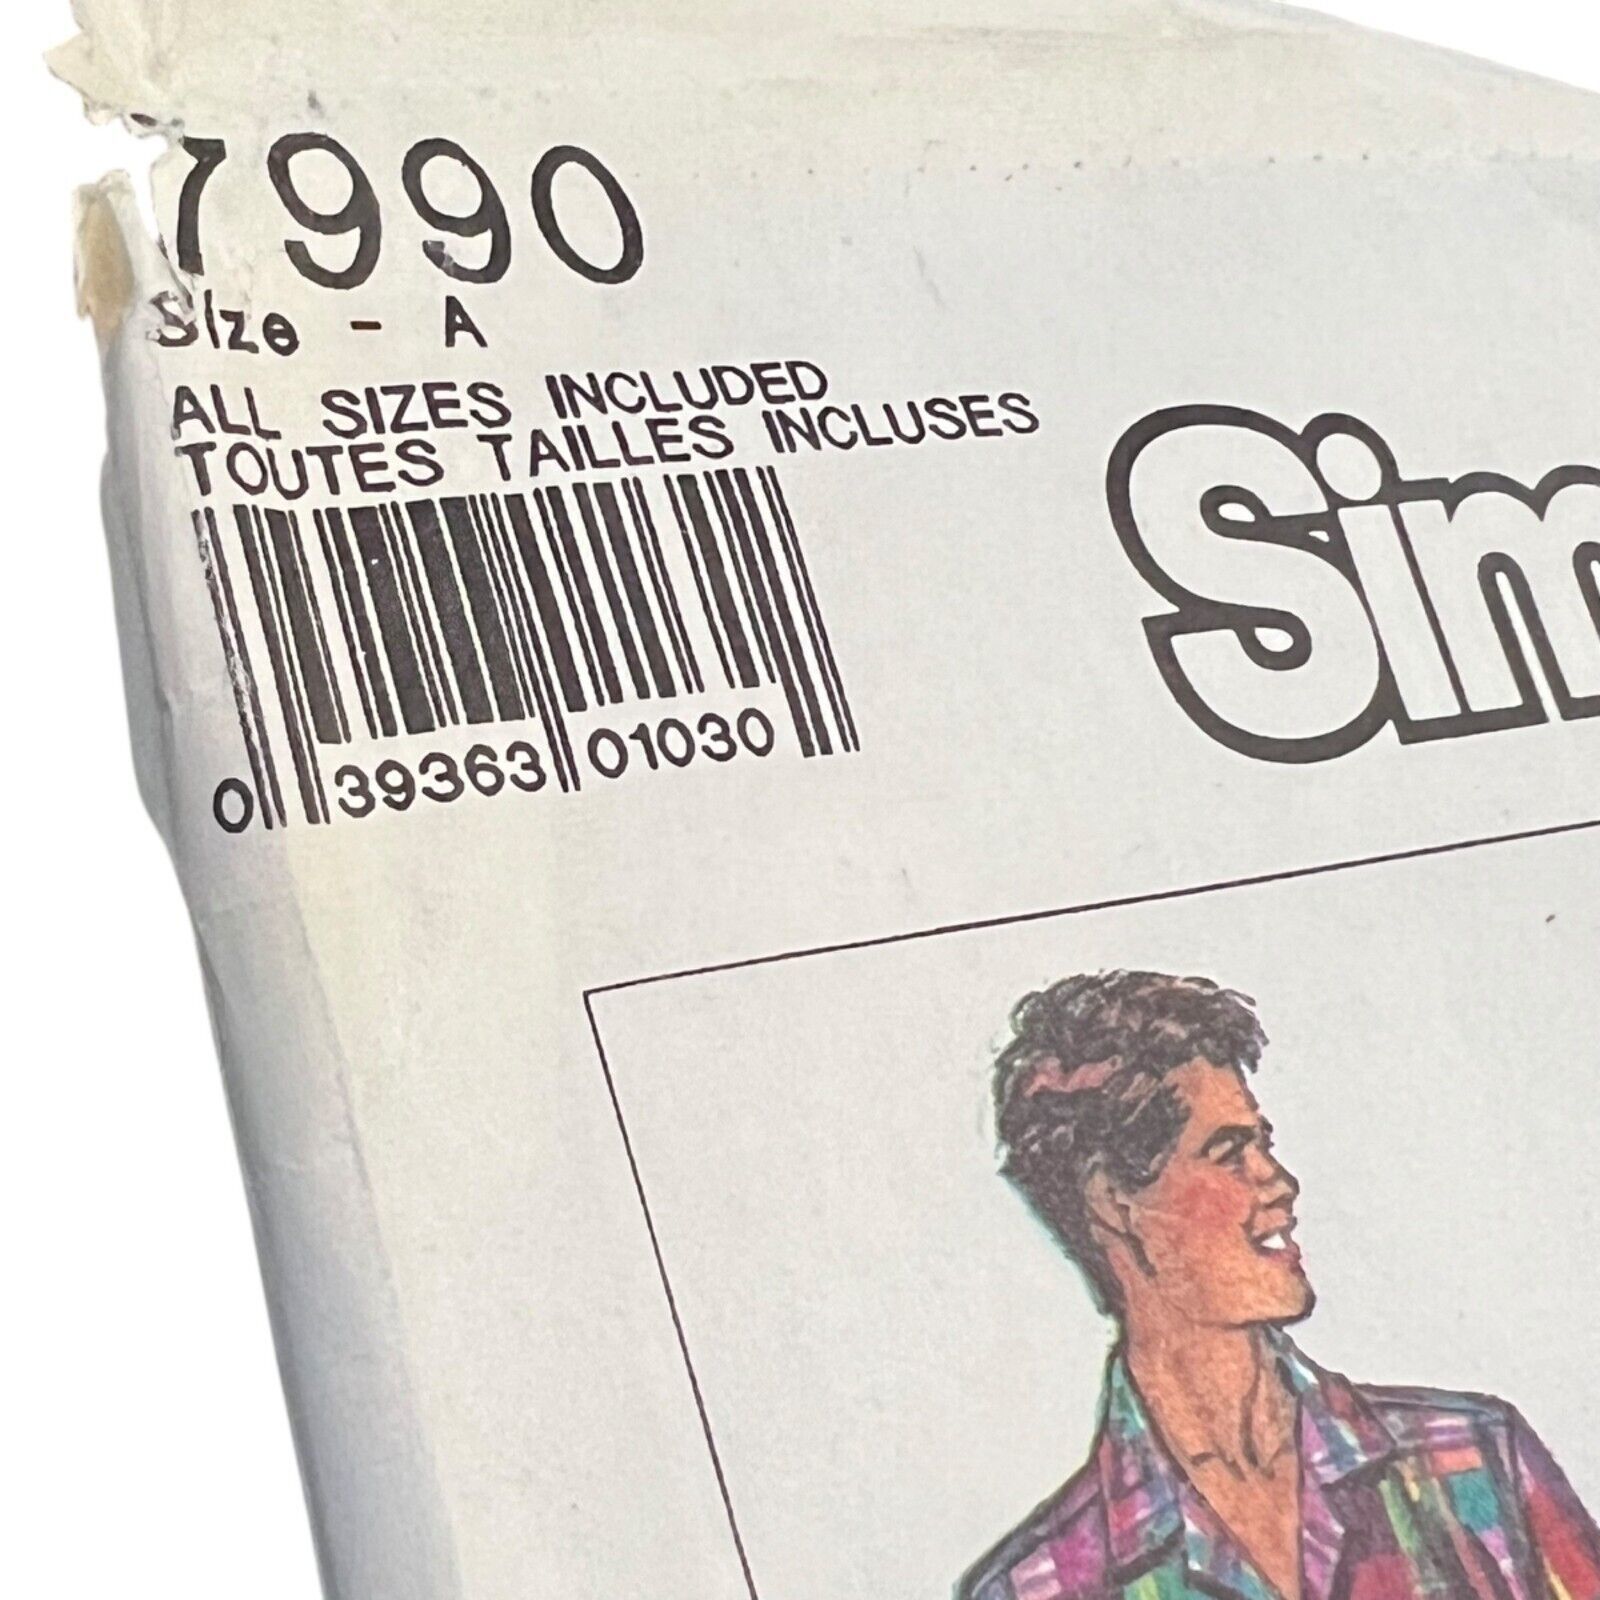 7990
Size - A
ALL SIZES INCLUDED
TOUTES TAILLES INCLUSES
0 39363 01030
Sim